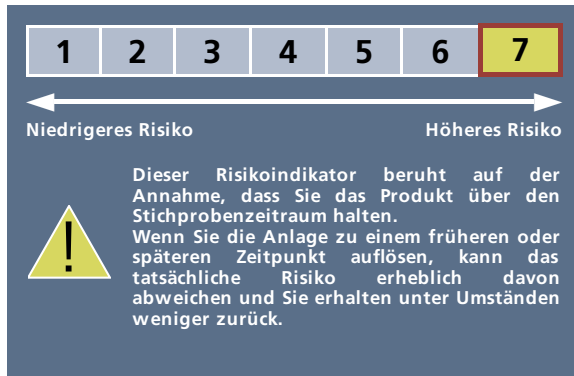 1 2 3 4 5 6 7
Niedrigeres Risiko Höheres Risiko
Dieser Risikoindikator beruht auf der
Annahme, dass Sie das Produkt über den
Stichprobenzeitraum halten.
Wenn Sie die Anlage zu einem früheren oder
späteren Zeitpunkt auflösen, kann das
tatsächliche Risiko erheblich davon
abweichen und Sie erhalten unter Umständen
weniger zurück.
!